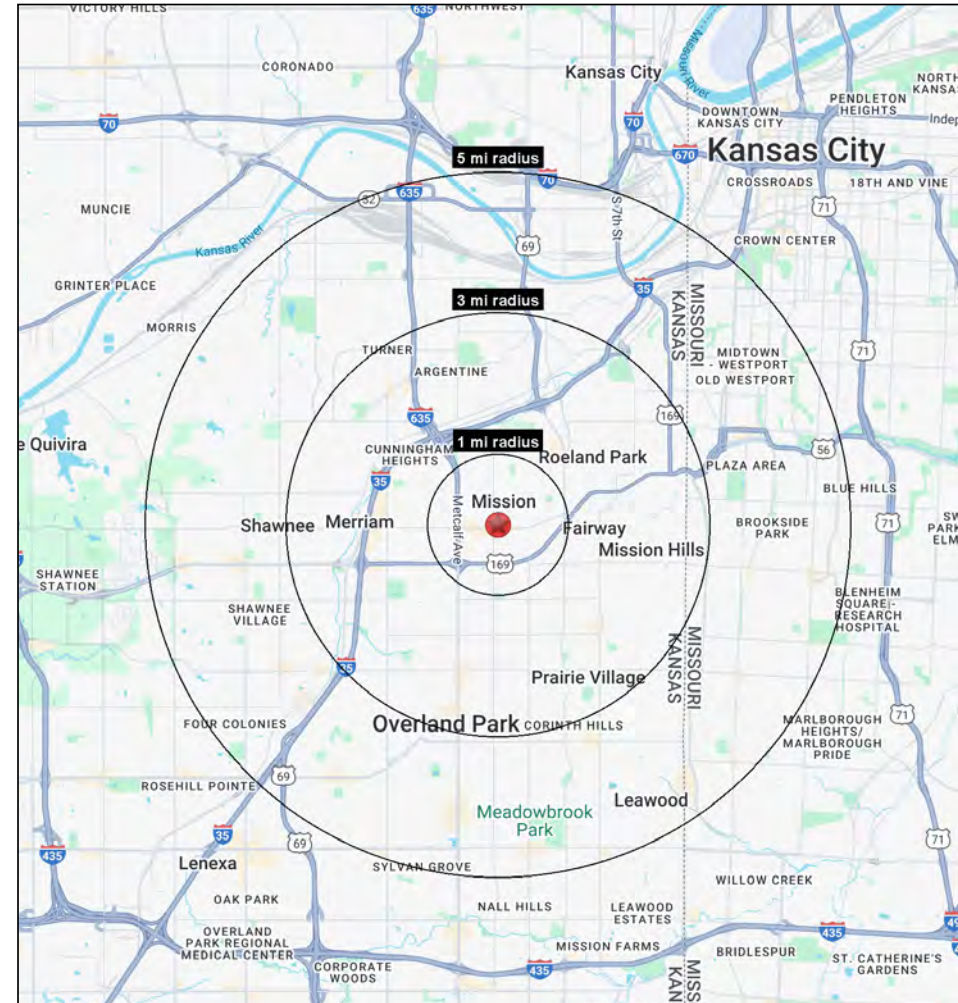 VICTORY HILLS
635
NORTHWEST
CORONADO
Kansas City
Missouri River
NORTH
KANSAS
70
70
DOWNTOWN
KANSAS CITY
PENDLETON
HEIGHTS
Indep
670
Kansas City
5 mi radius
635
70
32
S 7th St
CROSSROADS
18TH AND VINE
MUNCIE
71
Kansas River
69
CROWN CENTER
GRINTER PLACE
35
3 mi radius
MISSOURI
KANSAS
MORRIS
TURNER
ARGENTINE
MIDTOWN
- WESTPORT
OLD WESTPORT
71
635
169
e Quivira
1 mi radius
CUNNINGHAM
HEIGHTS
Roeland Park
56
PLAZA AREA
35
BLUE HILLS
Metcalf Ave
Mission
Shawnee
Merriam
Fairway
BROOKSIDE
PARK
71
SW
PARK
ELM
Mission Hills
169
SHAWNEE
STATION
BLENHEIM
SQUARE -
RESEARCH
HOSPITAL
SHAWNEE
VILLAGE
MISSOURI
KANSAS
35
Prairie Village
FOUR COLONIES
Overland Park
CORINTH HILLS
71
MARLBOROUGH
HEIGHTS/
MARLBOROUGH
PRIDE
69
ROSEHILL POINTE
Leawood
Meadowbrook
Park
35
69
71
435
Lenexa
SYLVAN GROVE
WILLOW CREEK
OAK PARK
NALL HILLS
LEAWOOD
ESTATES
49
OVERLAND
PARK REGIONAL
MEDICAL CENTER
MISSION FARMS
435
BRIDLESPUR
ST. CATHERINE'S
GARDENS
CORPORATE
WOODS
435
MISS
KAN